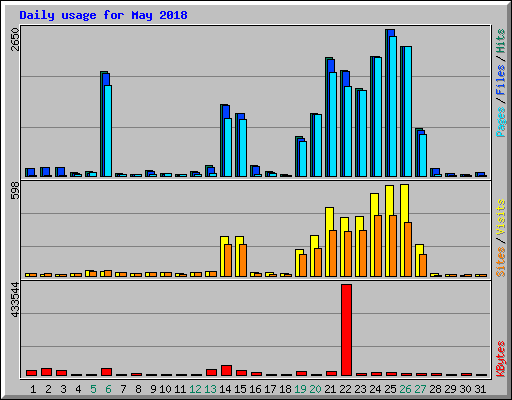 Daily usage for May 2018
2650
Pages / Files / Hits
598
Sites / Visits
433544
KBytes
1 2 3 4 5 6 7 8 9 10 11 12 13 14 15 16 17 18 19 20 21 22 23 24 25 26 27 28 29 30 31